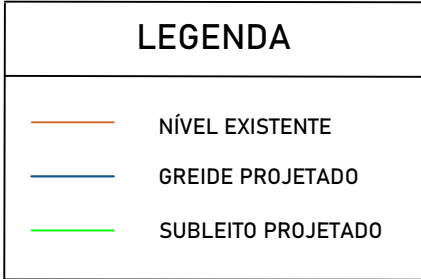 LEGENDA
NÍVEL EXISTENTE
GREIDE PROJETADO
SUBLEITO PROJETADO